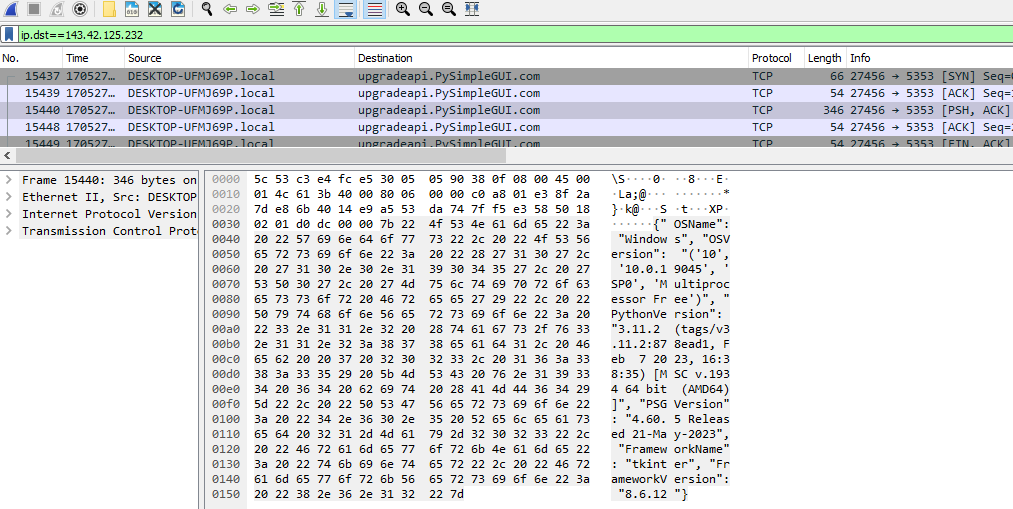 ip.dst==143.42.125.232
No. Time Source Destination Protocol Length Info
15437 170527… DESKTOP-UFMJ69P.local upgradeapi.PySimpleGUI.com TCP 66 27456 → 5353 [SYN] Seq=
15439 170527… DESKTOP-UFMJ69P.local upgradeapi.PySimpleGUI.com TCP 54 27456 → 5353 [ACK] Seq=
15440 170527… DESKTOP-UFMJ69P.local upgradeapi.PySimpleGUI.com TCP 346 27456 → 5353 [PSH, ACK]
15448 170527… DESKTOP-UFMJ69P.local upgradeapi.PySimpleGUI.com TCP 54 27456 → 5353 [ACK] Seq=
15449 170527… DESKTOP-UFMJ69P.local upgradeapi.PySimpleGUI.com TCP 54 27456 → 5353 [FIN, ACK]
Frame 15440: 346 bytes on
Ethernet II, Src: DESKTOP
Internet Protocol Version
Transmission Control Prot
0000 5c 53 c3 e4 fc e5 30 05 05 90 38 0f 08 00 45 00 \S····0· ··8···E·
0010 01 4c 61 3b 40 00 80 06 00 00 c0 a8 01 e3 8f 2a ·La;@··· ·······*
0020 7d e8 6b 40 14 e9 a5 53 da 74 7f f5 e3 58 50 18 }·k@···S ·t···XP·
0030 02 01 d0 dc 00 00 7b 22 4f 53 4e 61 6d 65 22 3a ······{" OSName":
0040 20 22 57 69 6e 64 6f 77 73 22 2c 20 22 4f 53 56 "Window s", "OSV
0050 65 72 73 69 6f 6e 22 3a 20 22 28 27 31 30 27 2c ersion": "('10',
0060 20 27 31 30 2e 30 2e 31 39 30 34 35 27 2c 20 27 '10.0.1 9045', '
0070 53 50 30 27 2c 20 27 4d 75 6c 74 69 70 72 6f 63 SP0', 'M ultiproc
0080 65 73 73 6f 72 20 46 72 65 65 27 29 22 2c 20 22 essor Fr ee')", "
0090 50 79 74 68 6f 6e 56 65 72 73 69 6f 6e 22 3a 20 PythonVe rsion":
00a0 22 33 2e 31 31 2e 32 20 28 74 61 67 73 2f 76 33 "3.11.2 (tags/v3
00b0 2e 31 31 2e 32 3a 38 37 38 65 61 64 31 2c 20 46 .11.2:87 8ead1, F
00c0 65 62 20 20 37 20 32 30 32 33 2c 20 31 36 3a 33 eb 7 20 23, 16:3
00d0 38 3a 33 35 29 20 5b 4d 53 43 20 76 2e 31 39 33 8:35) [M SC v.193
00e0 34 20 36 34 20 62 69 74 20 28 41 4d 44 36 34 29 4 64 bit (AMD64)
00f0 5d 22 2c 20 22 50 53 47 56 65 72 73 69 6f 6e 22 ]", "PSG Version"
0100 3a 20 22 34 2e 36 30 2e 35 20 52 65 6c 65 61 73 : "4.60. 5 Releas
0110 65 64 20 32 31 2d 4d 61 79 2d 32 30 32 33 22 2c ed 21-Ma y-2023",
0120 20 22 46 72 61 6d 65 77 6f 72 6b 4e 61 6d 65 22 "Framew orkName"
0130 3a 20 22 74 6b 69 6e 74 65 72 22 2c 20 22 46 72 : "tkint er", "Fr
0140 61 6d 65 77 6f 72 6b 56 65 72 73 69 6f 6e 22 3a ameworkV ersion":
0150 20 22 38 2e 36 2e 31 32 22 7d "8.6.12 "}